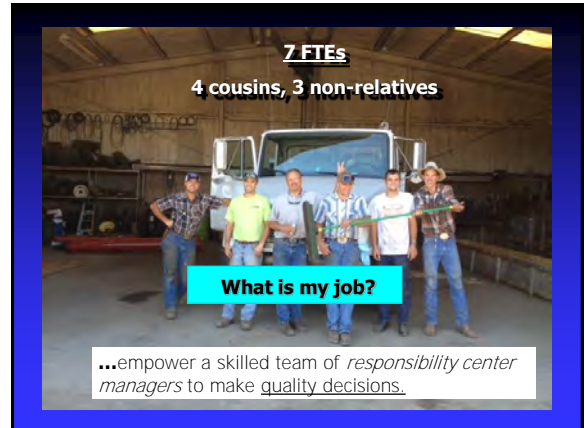 7 FTEs
4 cousins, 3 non-relatives
What is my job?
...empower a skilled team of responsibility center
managers to make quality decisions.